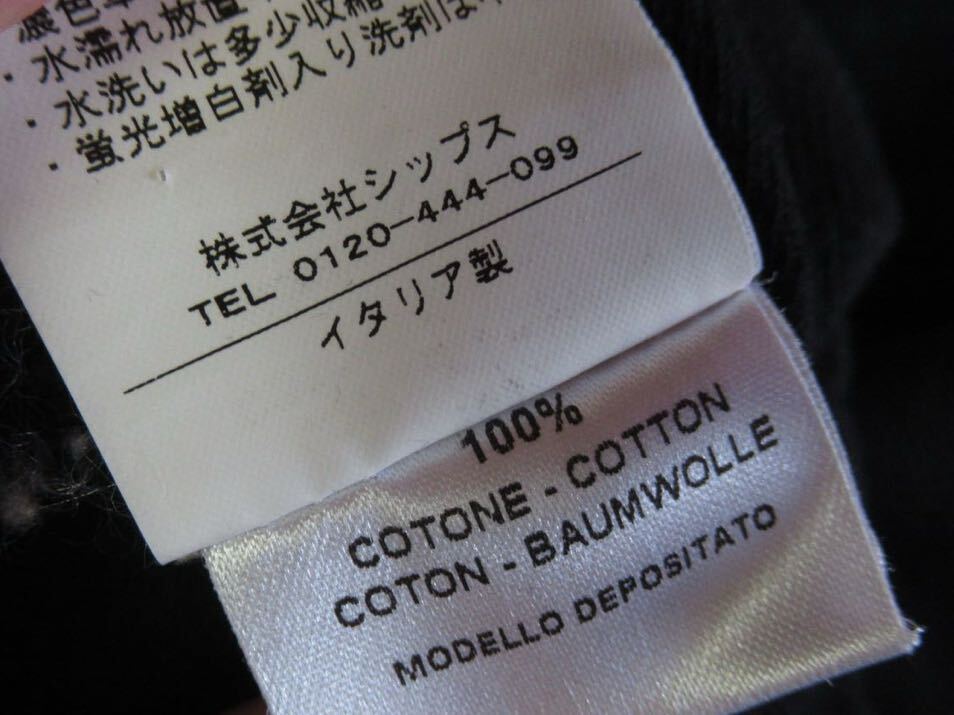 ・水濡れ放置
・水洗いは多少収縮
・蛍光増白剤入り洗剤は
株式会社シップス
TEL 0120-444-099
イタリア製
100%
COTONE - COTTON
COTON - BAUMWOLLE
MODELLO DEPOSITATO